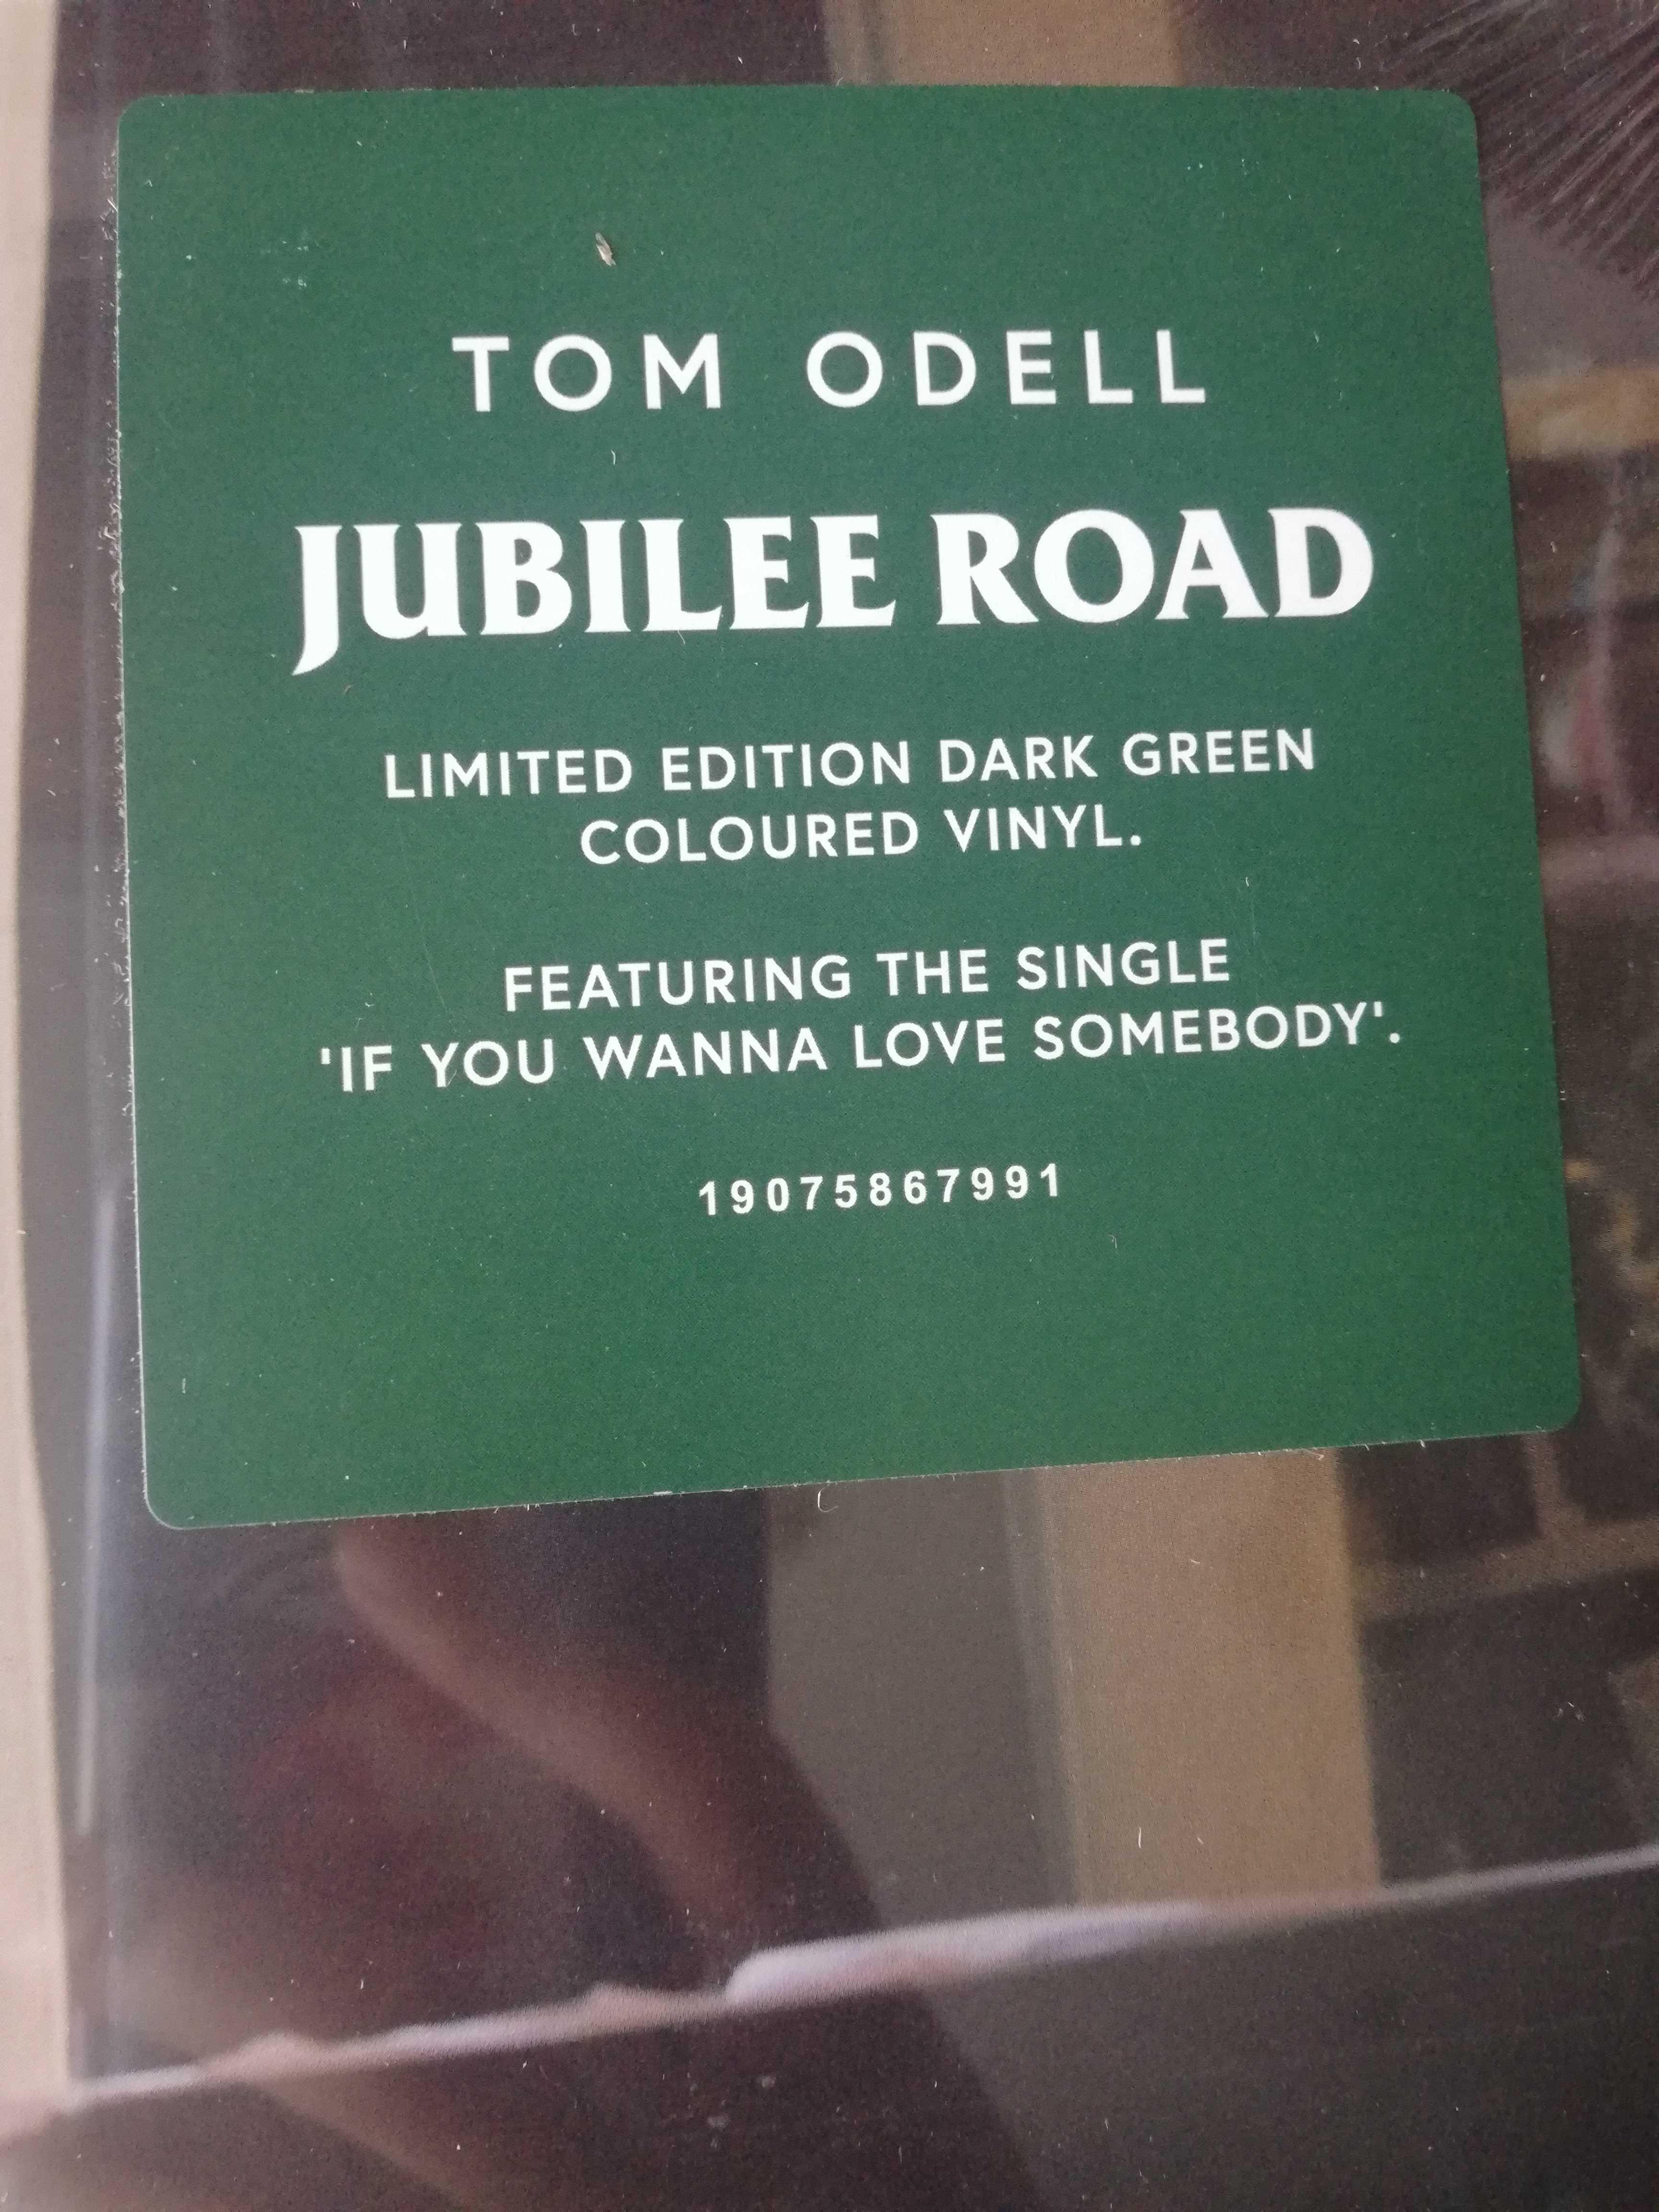 TOM ODELL
JUBILEE ROAD
LIMITED EDITION DARK GREEN
COLOURED VINYL.
FEATURING THE SINGLE
'IF YOU WANNA LOVE SOMEBODY'.
19075867991